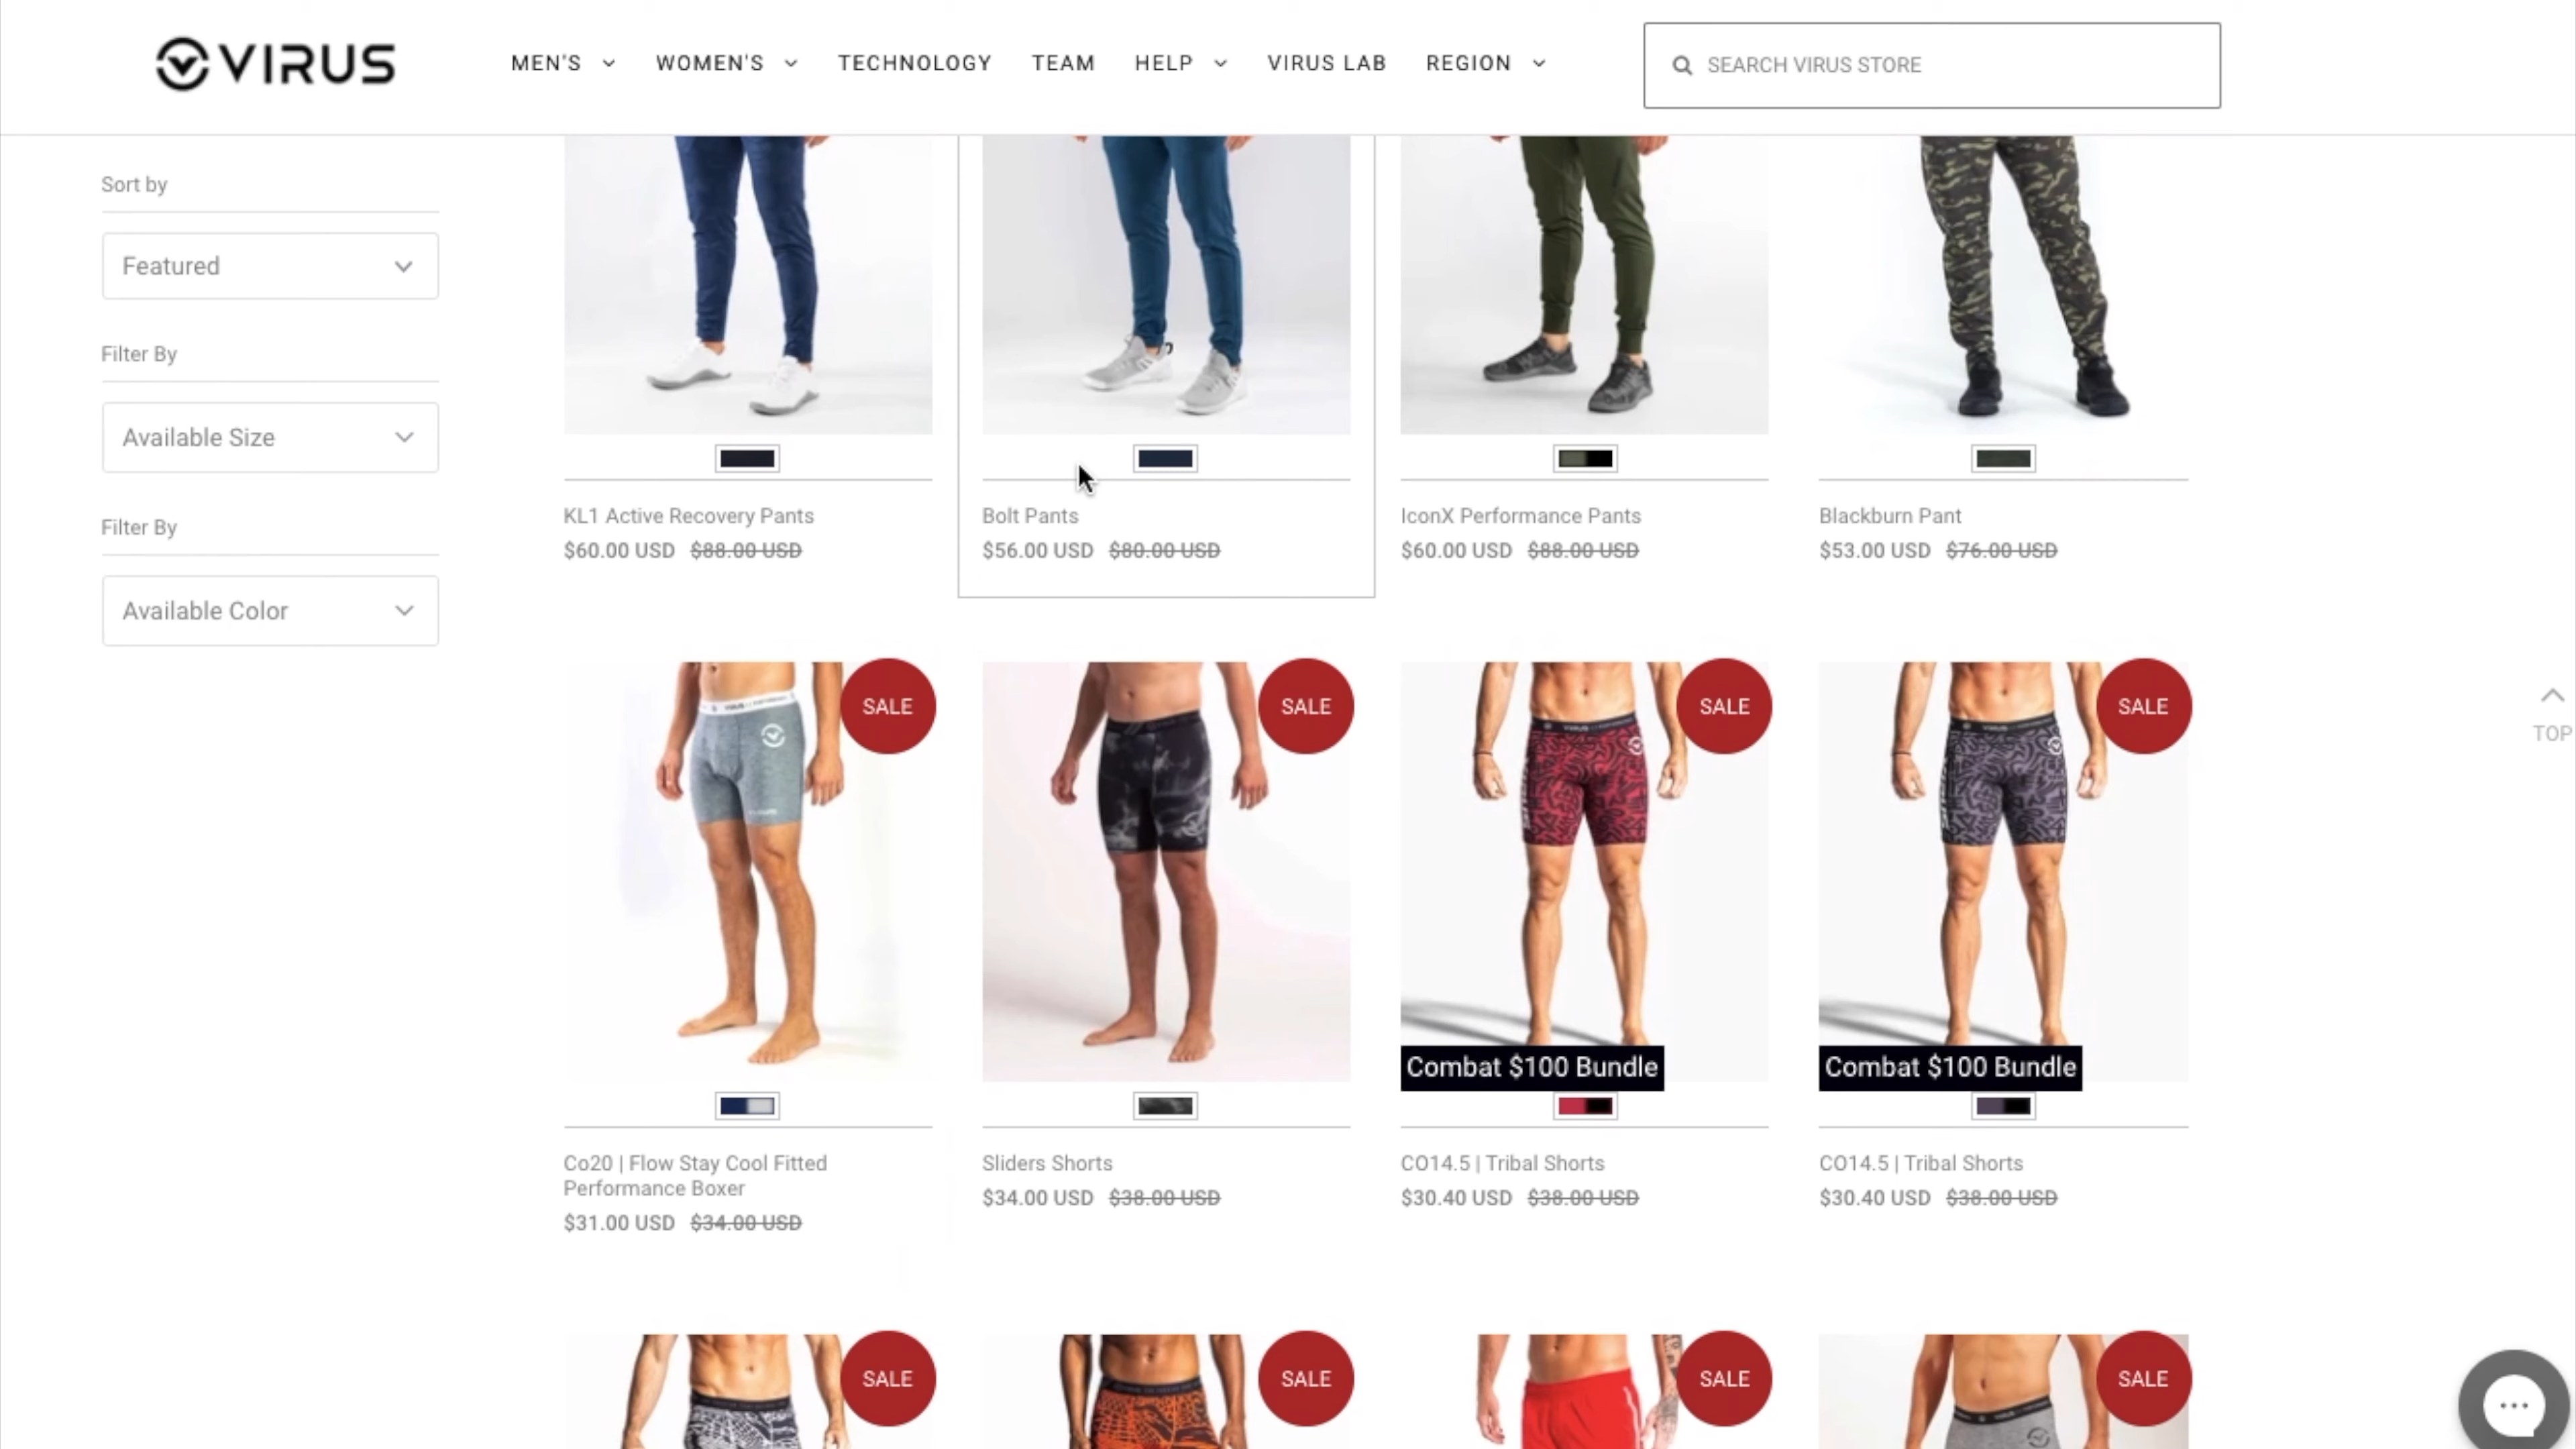 VIRUS
MEN'S
WOMEN'S
TECHNOLOGY
TEAM
HELP
VIRUS LAB
REGION
SEARCH VIRUS STORE
Sort by
Featured
Filter By
Available Size
Filter By
Available Color
KL1 Active Recovery Pants
$60.00 USD $88.00 USD
Bolt Pants
$56.00 USD $80.00 USD
IconX Performance Pants
$60.00 USD $88.00 USD
Blackburn Pant
$53.00 USD $76.00 USD
SALE
SALE
SALE
SALE
TOP
Combat $100 Bundle
Combat $100 Bundle
Co20 | Flow Stay Cool Fitted
Performance Boxer
$31.00 USD $34.00 USD
Sliders Shorts
$34.00 USD $38.00 USD
CO14.5 | Tribal Shorts
$30.40 USD $38.00 USD
CO14.5 | Tribal Shorts
$30.40 USD $38.00 USD
SALE
SALE
SALE
SALE